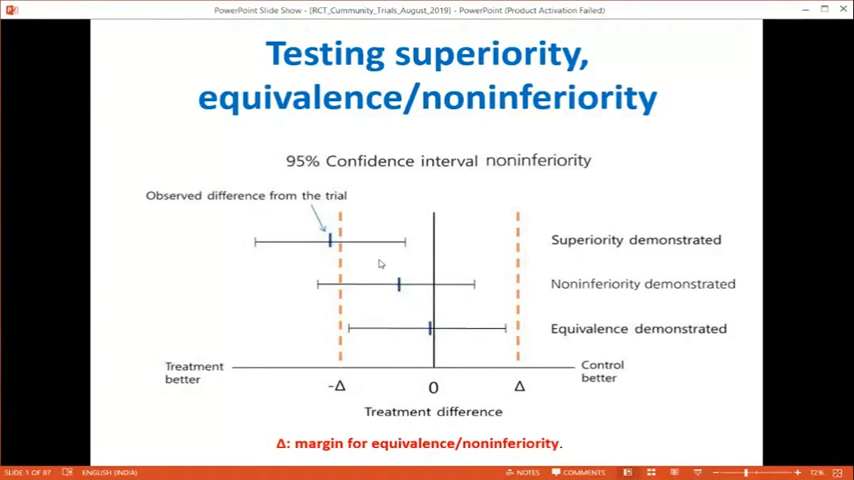 PowerPoint Slide Show - [RCT_Cummunity_Trials_August_2019] - PowerPoint (Product Activation Failed)
Testing superiority,
equivalence/noninferiority
95% Confidence interval noninferiority
Observed difference from the trial
Superiority demonstrated
Noninferiority demonstrated
Equivalence demonstrated
Treatment
better
Control
better
-Δ
0
Δ
Treatment difference
Δ: margin for equivalence/noninferiority.
SLIDE 1 OF 87
ENGLISH (INDIA)
NOTES
COMMENTS
72%